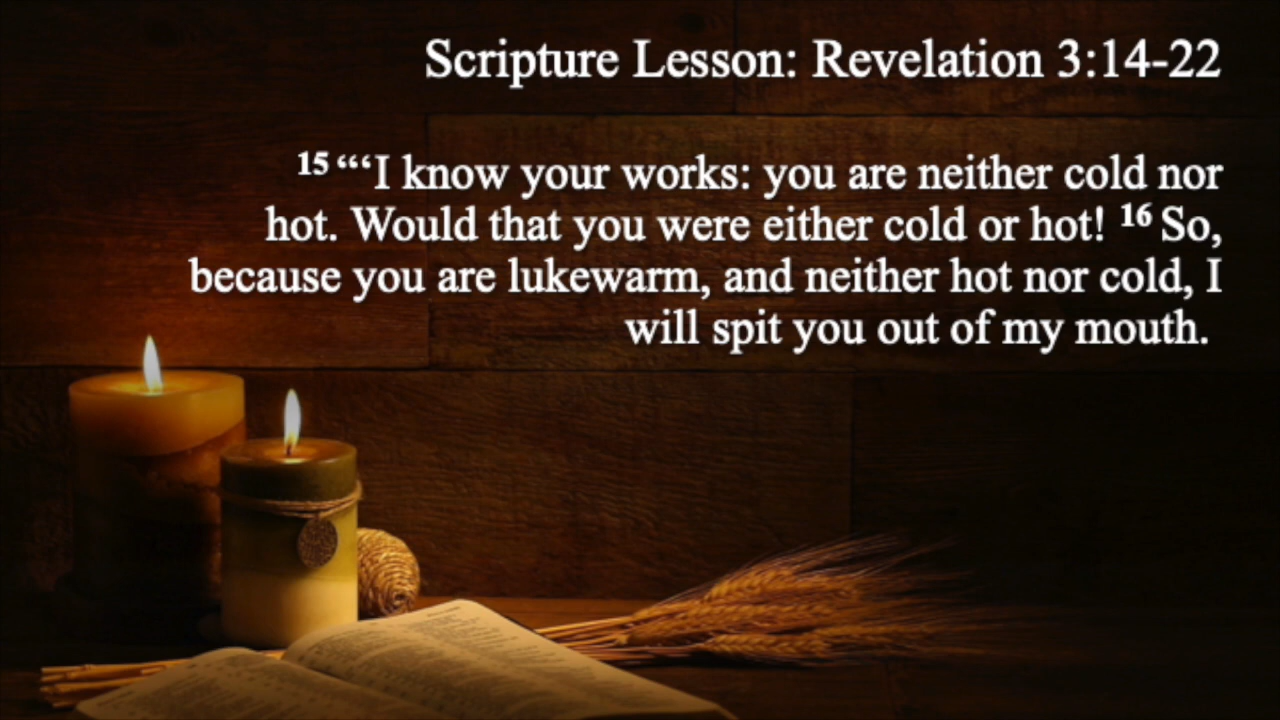 Scripture Lesson: Revelation 3:14-22
15 “‘I know your works: you are neither cold nor
hot. Would that you were either cold or hot! 16 So,
because you are lukewarm, and neither hot nor cold, I
will spit you out of my mouth.